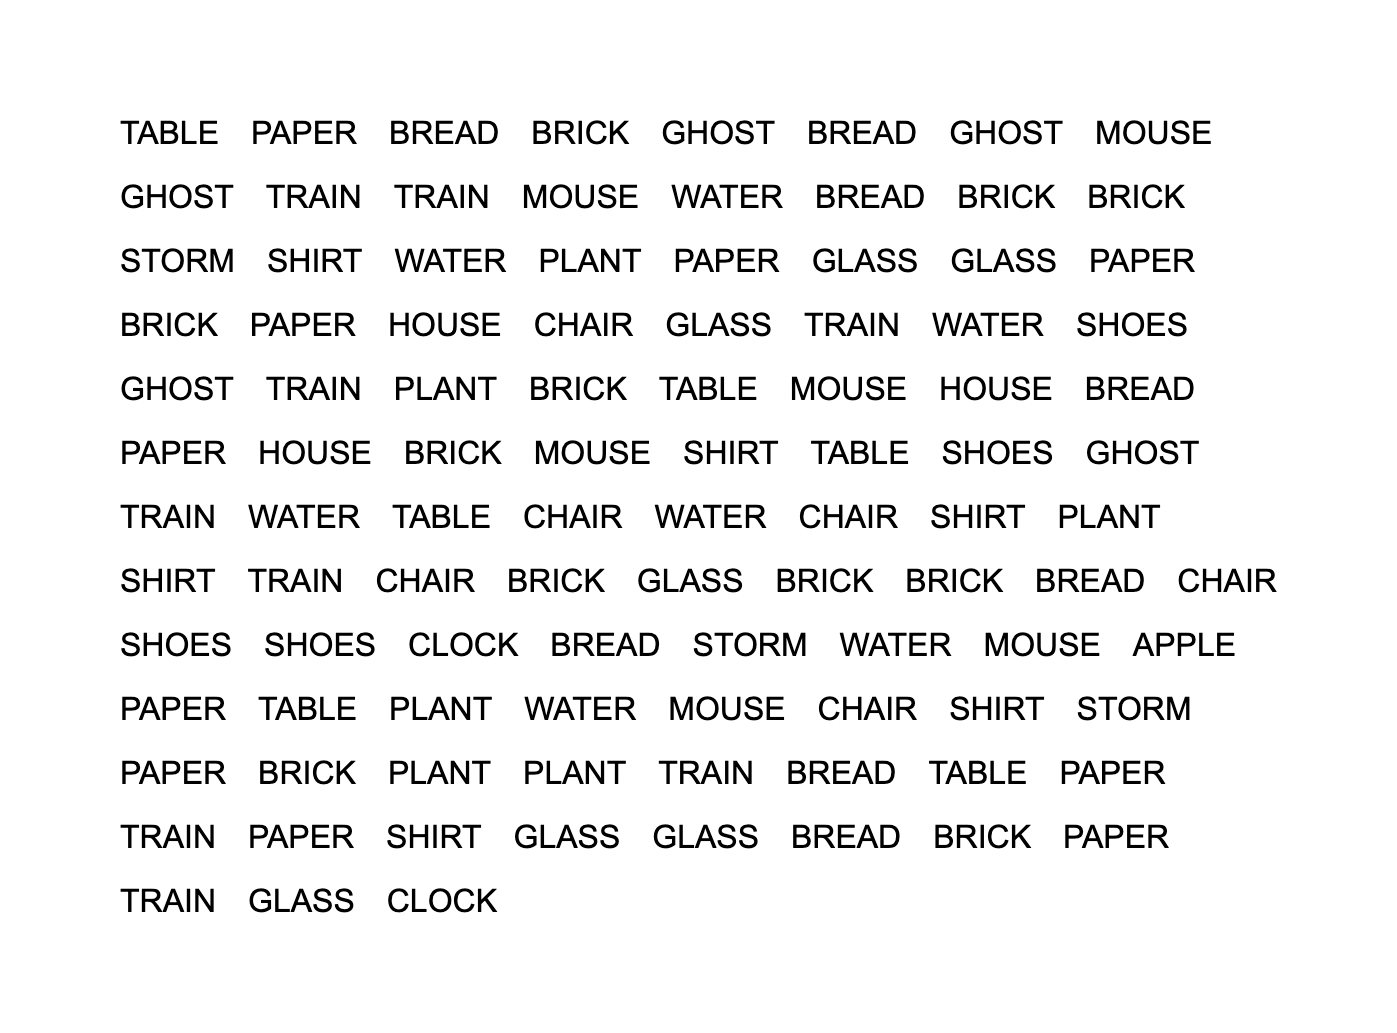 TABLE PAPER BREAD BRICK GHOST BREAD GHOST MOUSE
GHOST TRAIN TRAIN MOUSE WATER BREAD BRICK BRICK
STORM SHIRT WATER PLANT PAPER GLASS GLASS PAPER
BRICK PAPER HOUSE CHAIR GLASS TRAIN WATER SHOES
GHOST TRAIN PLANT BRICK TABLE MOUSE HOUSE BREAD
PAPER HOUSE BRICK MOUSE SHIRT TABLE SHOES GHOST
TRAIN WATER TABLE CHAIR WATER CHAIR SHIRT PLANT
SHIRT TRAIN CHAIR BRICK GLASS BRICK BRICK BREAD CHAIR
SHOES SHOES CLOCK BREAD STORM WATER MOUSE APPLE
PAPER TABLE PLANT WATER MOUSE CHAIR SHIRT STORM
PAPER BRICK PLANT PLANT TRAIN BREAD TABLE PAPER
TRAIN PAPER SHIRT GLASS GLASS BREAD BRICK PAPER
TRAIN GLASS CLOCK